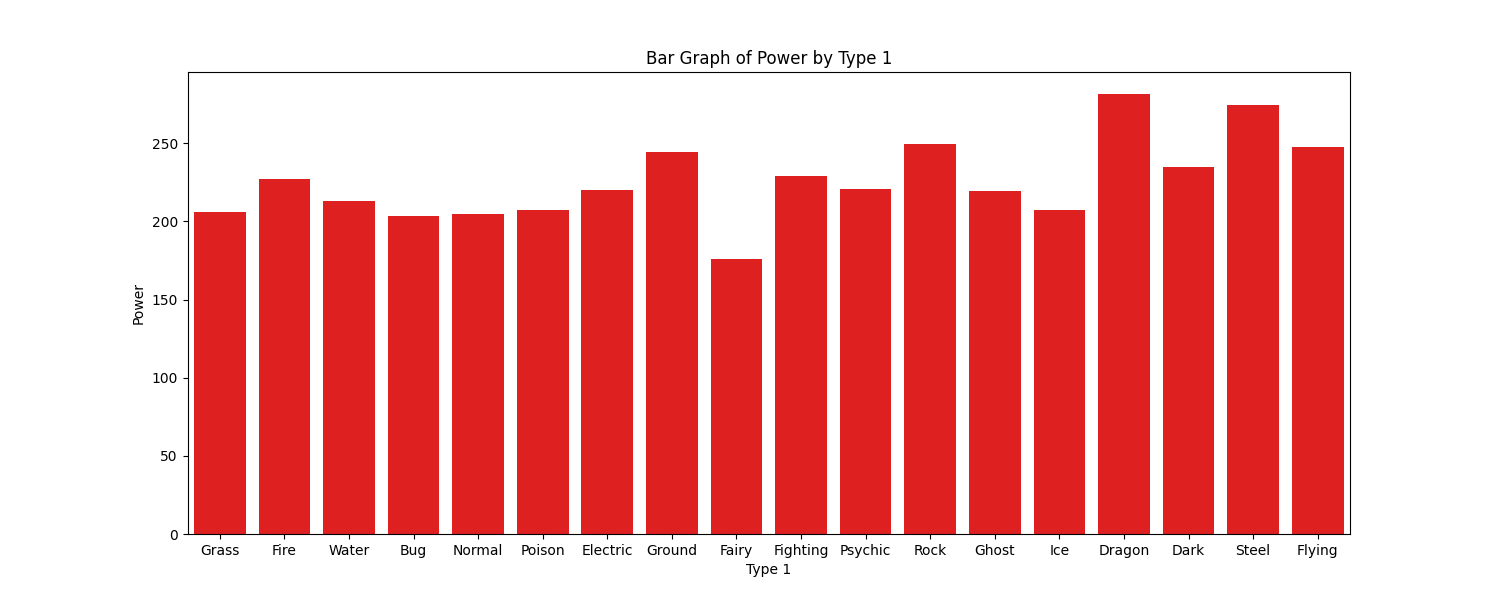 Bar Graph of Power by Type 1
250
200
150
100
50
0
Power
Grass Fire Water Bug Normal Poison Electric Ground Fairy Fighting Psychic Rock Ghost Ice Dragon Dark Steel Flying
Type 1